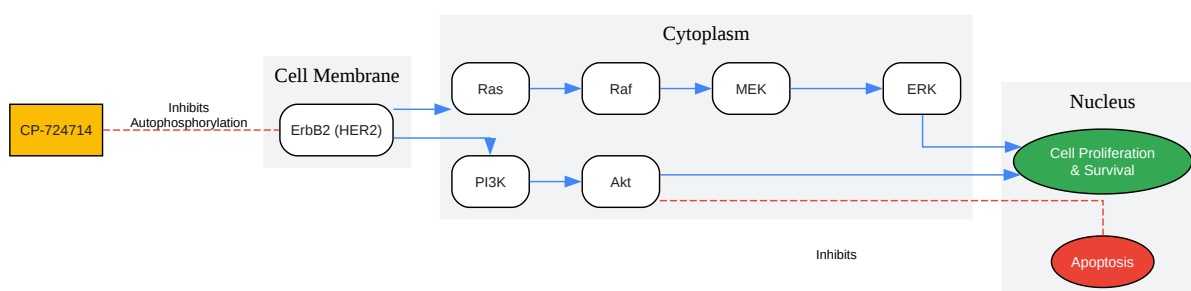 Cytoplasm
Cell Membrane
Ras
Raf
MEK
ERK
Nucleus
Inhibits
Autophosphorylation
CP-724714
ErbB2 (HER2)
Cell Proliferation
& Survival
PI3K
Akt
Inhibits
Apoptosis